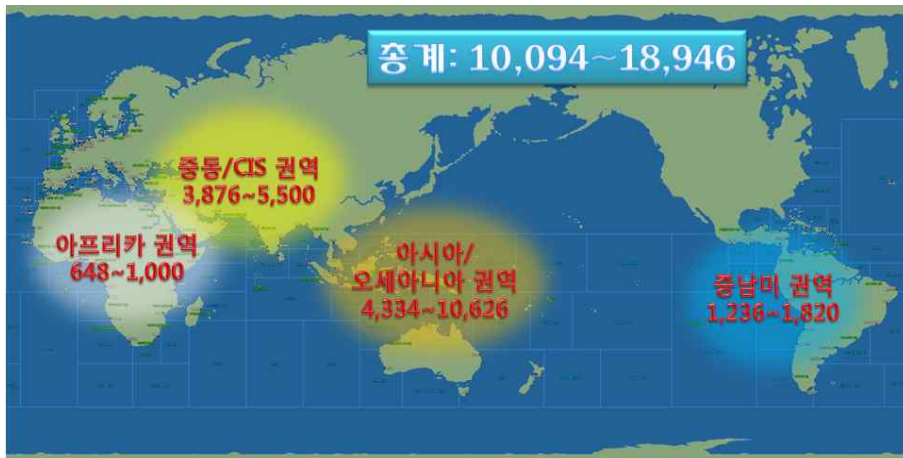 총계: 10,094~18,946
중동/CIS 권역
3,876~5,500
아프리카 권역
648~1,000
아시아/
오세아니아 권역
4,334~10,626
중남미 권역
1,236~1,820